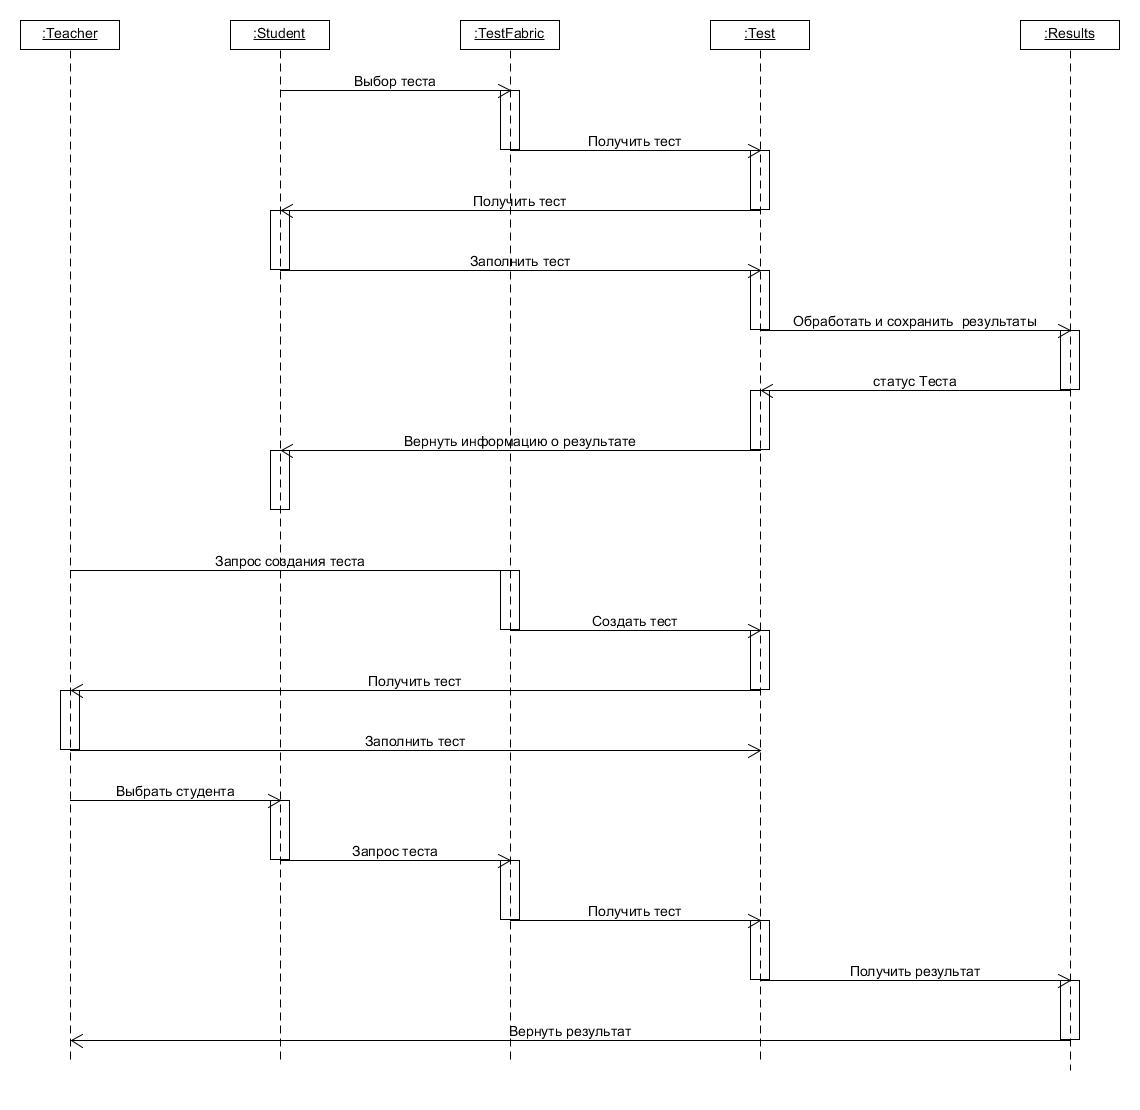 :Teacher
:Student
:TestFabric
:Test
:Results
Выбор теста
Получить тест
Получить тест
Заполнить тест
Обработать и сохранить  результаты
статус Теста
Вернуть информацию о результате
Запрос создания теста
Создать тест
Получить тест
Заполнить тест
Выбрать студента
Запрос теста
Получить тест
Получить результат
Вернуть результат